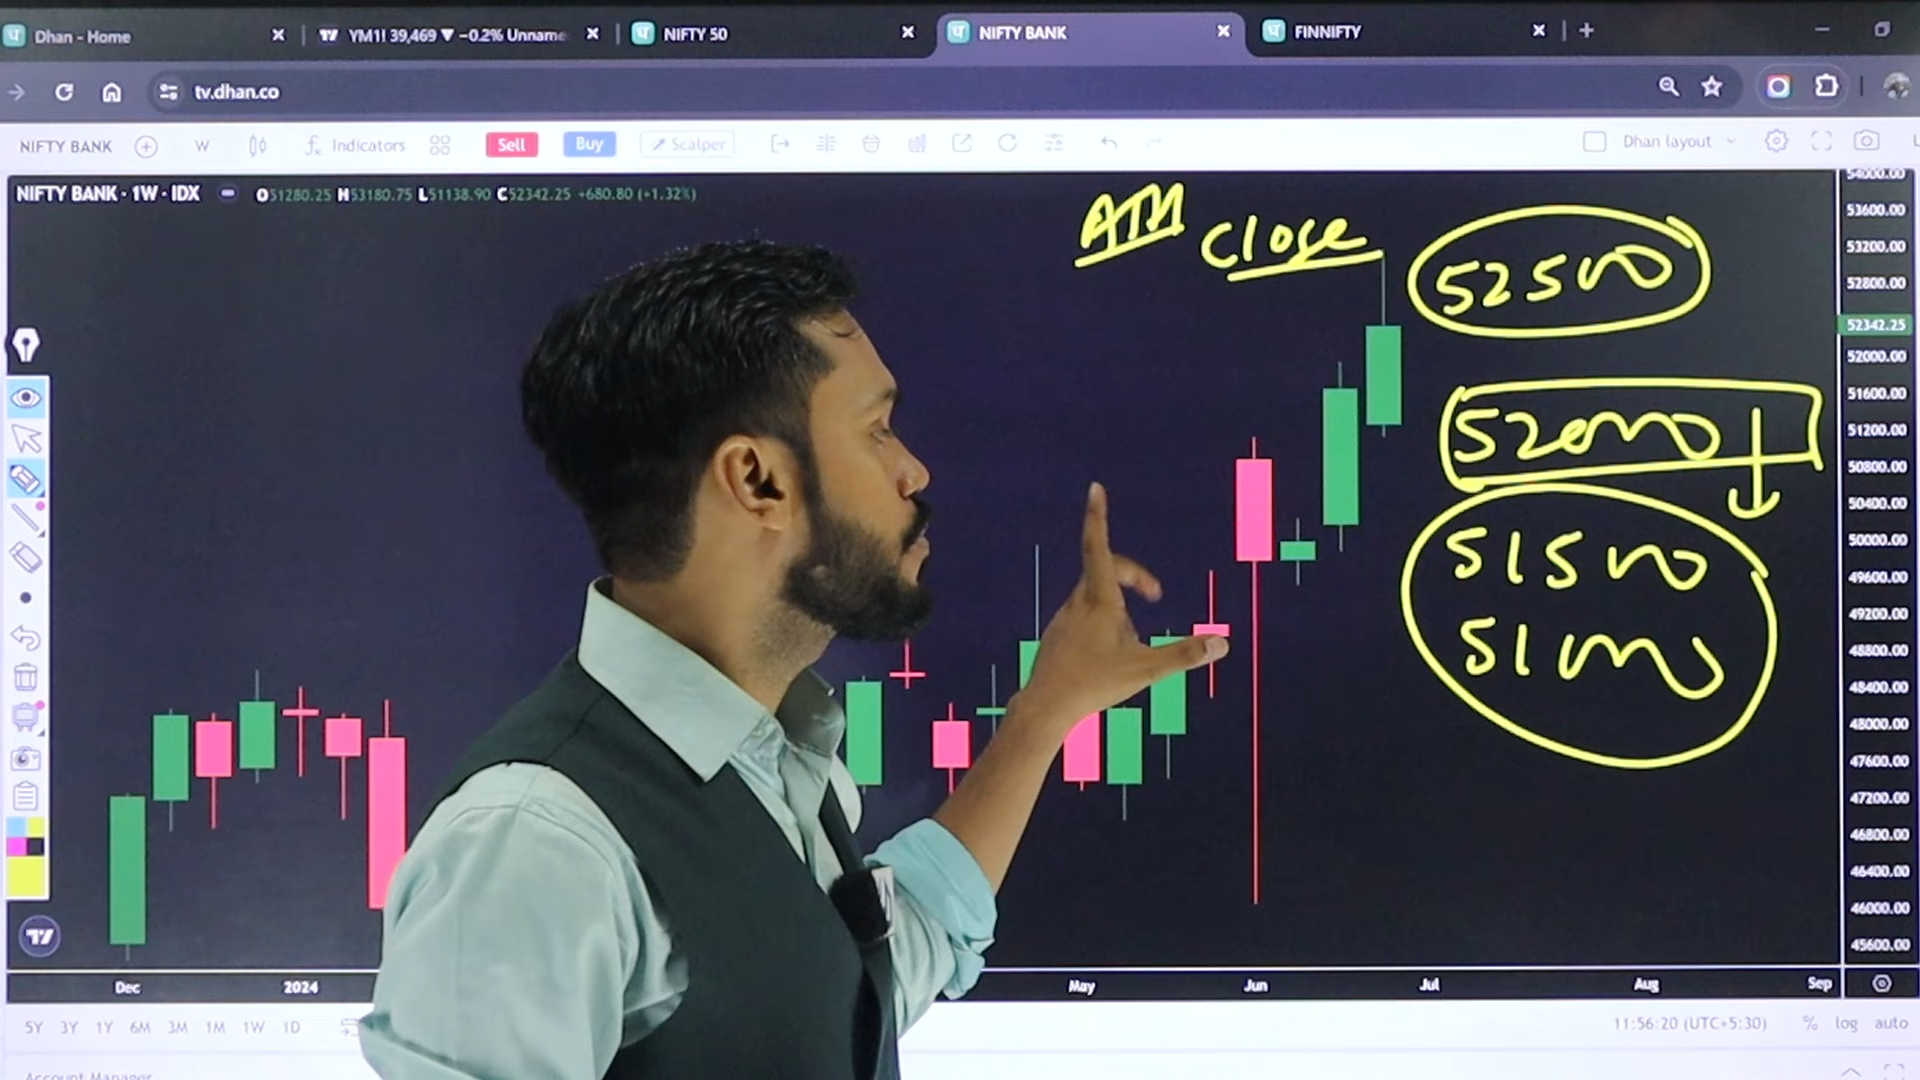 Dhan - Home
YM1! 39,469 ▼ −0.2% Unname
NIFTY 50
NIFTY BANK
FINNIFTY
tv.dhan.co
NIFTY BANK
W
Indicators
Sell
Buy
Scalper
Dhan layout
NIFTY BANK · 1W · IDX
O51280.25 H53180.75 L51138.90 C52342.25 +680.80 (+1.32%)
ATM
Close
52500
52000
51500
51000
54000.00
53600.00
53200.00
52800.00
52342.25
52000.00
51600.00
51200.00
50800.00
50400.00
50000.00
49600.00
49200.00
48800.00
48400.00
48000.00
47600.00
47200.00
46800.00
46400.00
46000.00
45600.00
Dec
2024
May
Jun
Jul
Aug
Sep
5Y 3Y 1Y 6M 3M 1M 1W 1D
11:56:20 (UTC+5:30)
% log auto
Account Manager